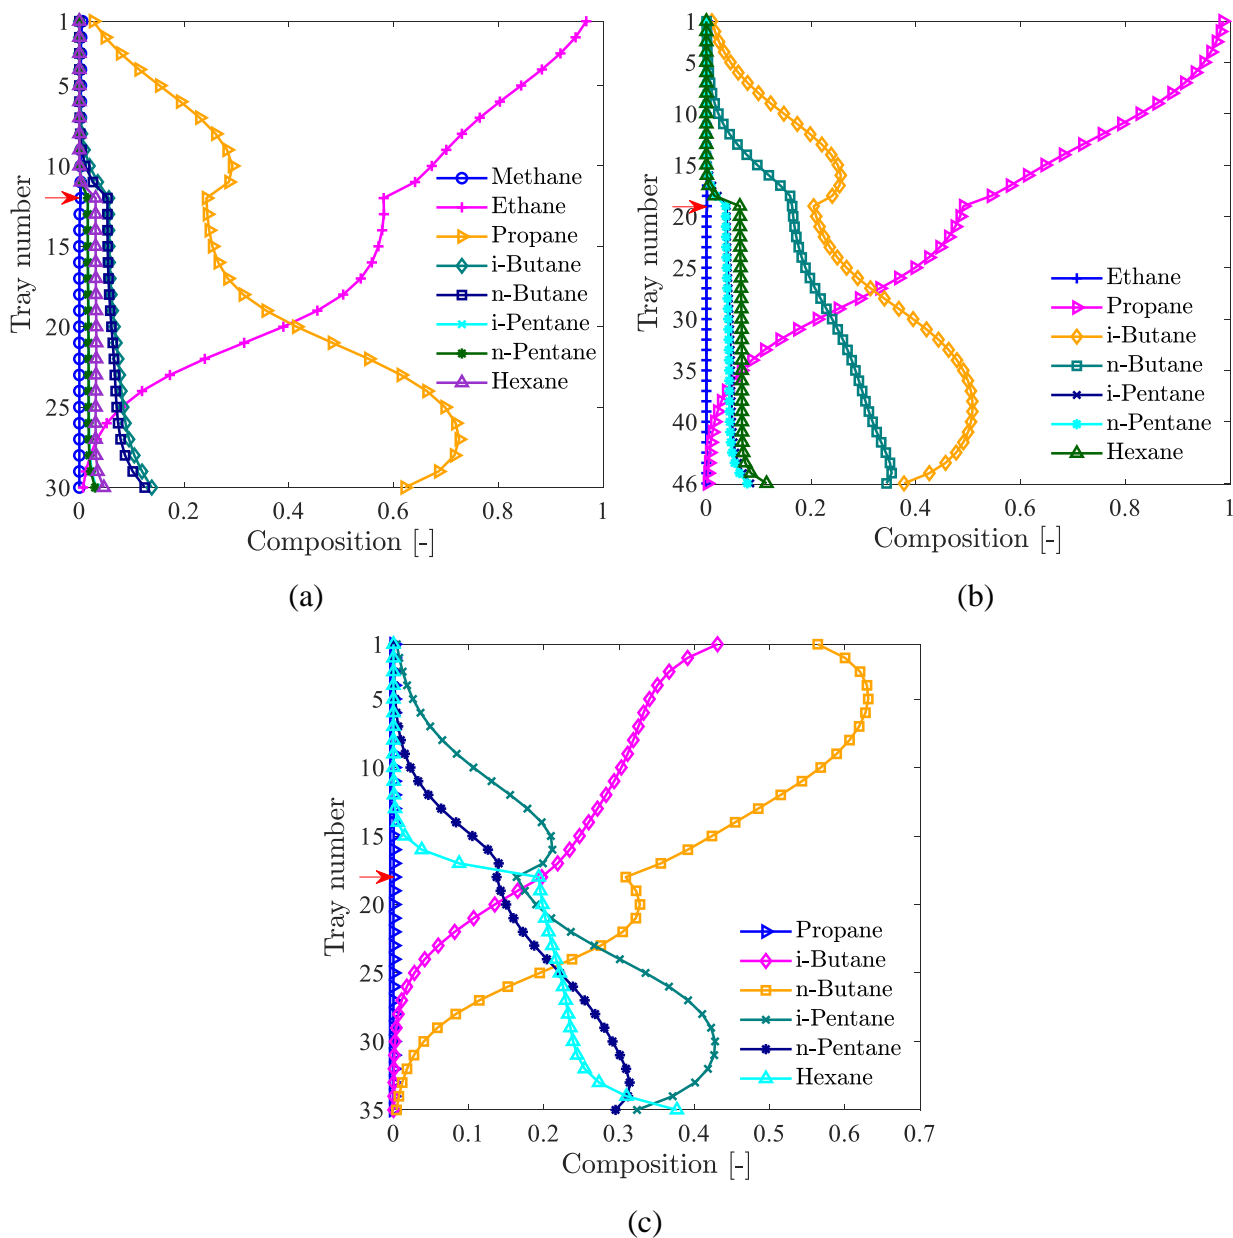 1
5
10
15
20
25
30
Tray number
0
0.2
0.4
0.6
0.8
1
Composition [-]
Methane
Ethane
Propane
i-Butane
n-Butane
i-Pentane
n-Pentane
Hexane
(a)
1
5
10
15
20
25
30
35
40
46
Tray number
0
0.2
0.4
0.6
0.8
1
Composition [-]
Ethane
Propane
i-Butane
n-Butane
i-Pentane
n-Pentane
Hexane
(b)
1
5
10
15
20
25
30
35
Tray number
0
0.1
0.2
0.3
0.4
0.5
0.6
0.7
Composition [-]
Propane
i-Butane
n-Butane
i-Pentane
n-Pentane
Hexane
(c)